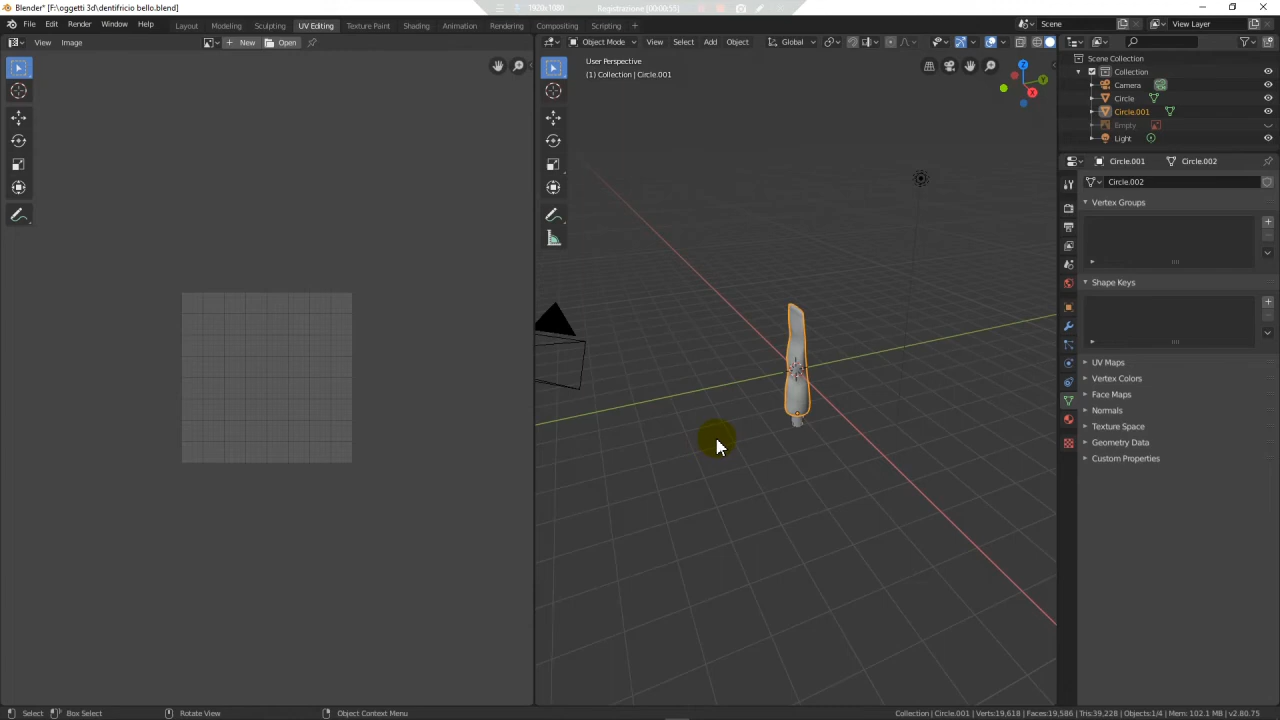 Blender* [F:\oggetti 3d\dentifricio bello.blend]
1920x1080 Registrazione [00:00:55]
File Edit Render Window Help Layout Modeling Sculpting UV Editing Texture Paint Shading Animation Rendering Compositing Scripting + Scene View Layer
View Image New Open Object Mode View Select Add Object Global
User Perspective
(1) Collection | Circle.001
Scene Collection
Collection
Camera
Circle
Circle.001
Empty
Light
Circle.001 Circle.002
Circle.002
Vertex Groups
Shape Keys
UV Maps
Vertex Colors
Face Maps
Normals
Texture Space
Geometry Data
Custom Properties
Z
Y
X
Select Box Select Rotate View Object Context Menu Collection | Circle.001 | Verts:19,618 | Faces:19,586 | Tris:39,228 | Objects:1/4 | Mem: 102.1 MB | v2.80.75